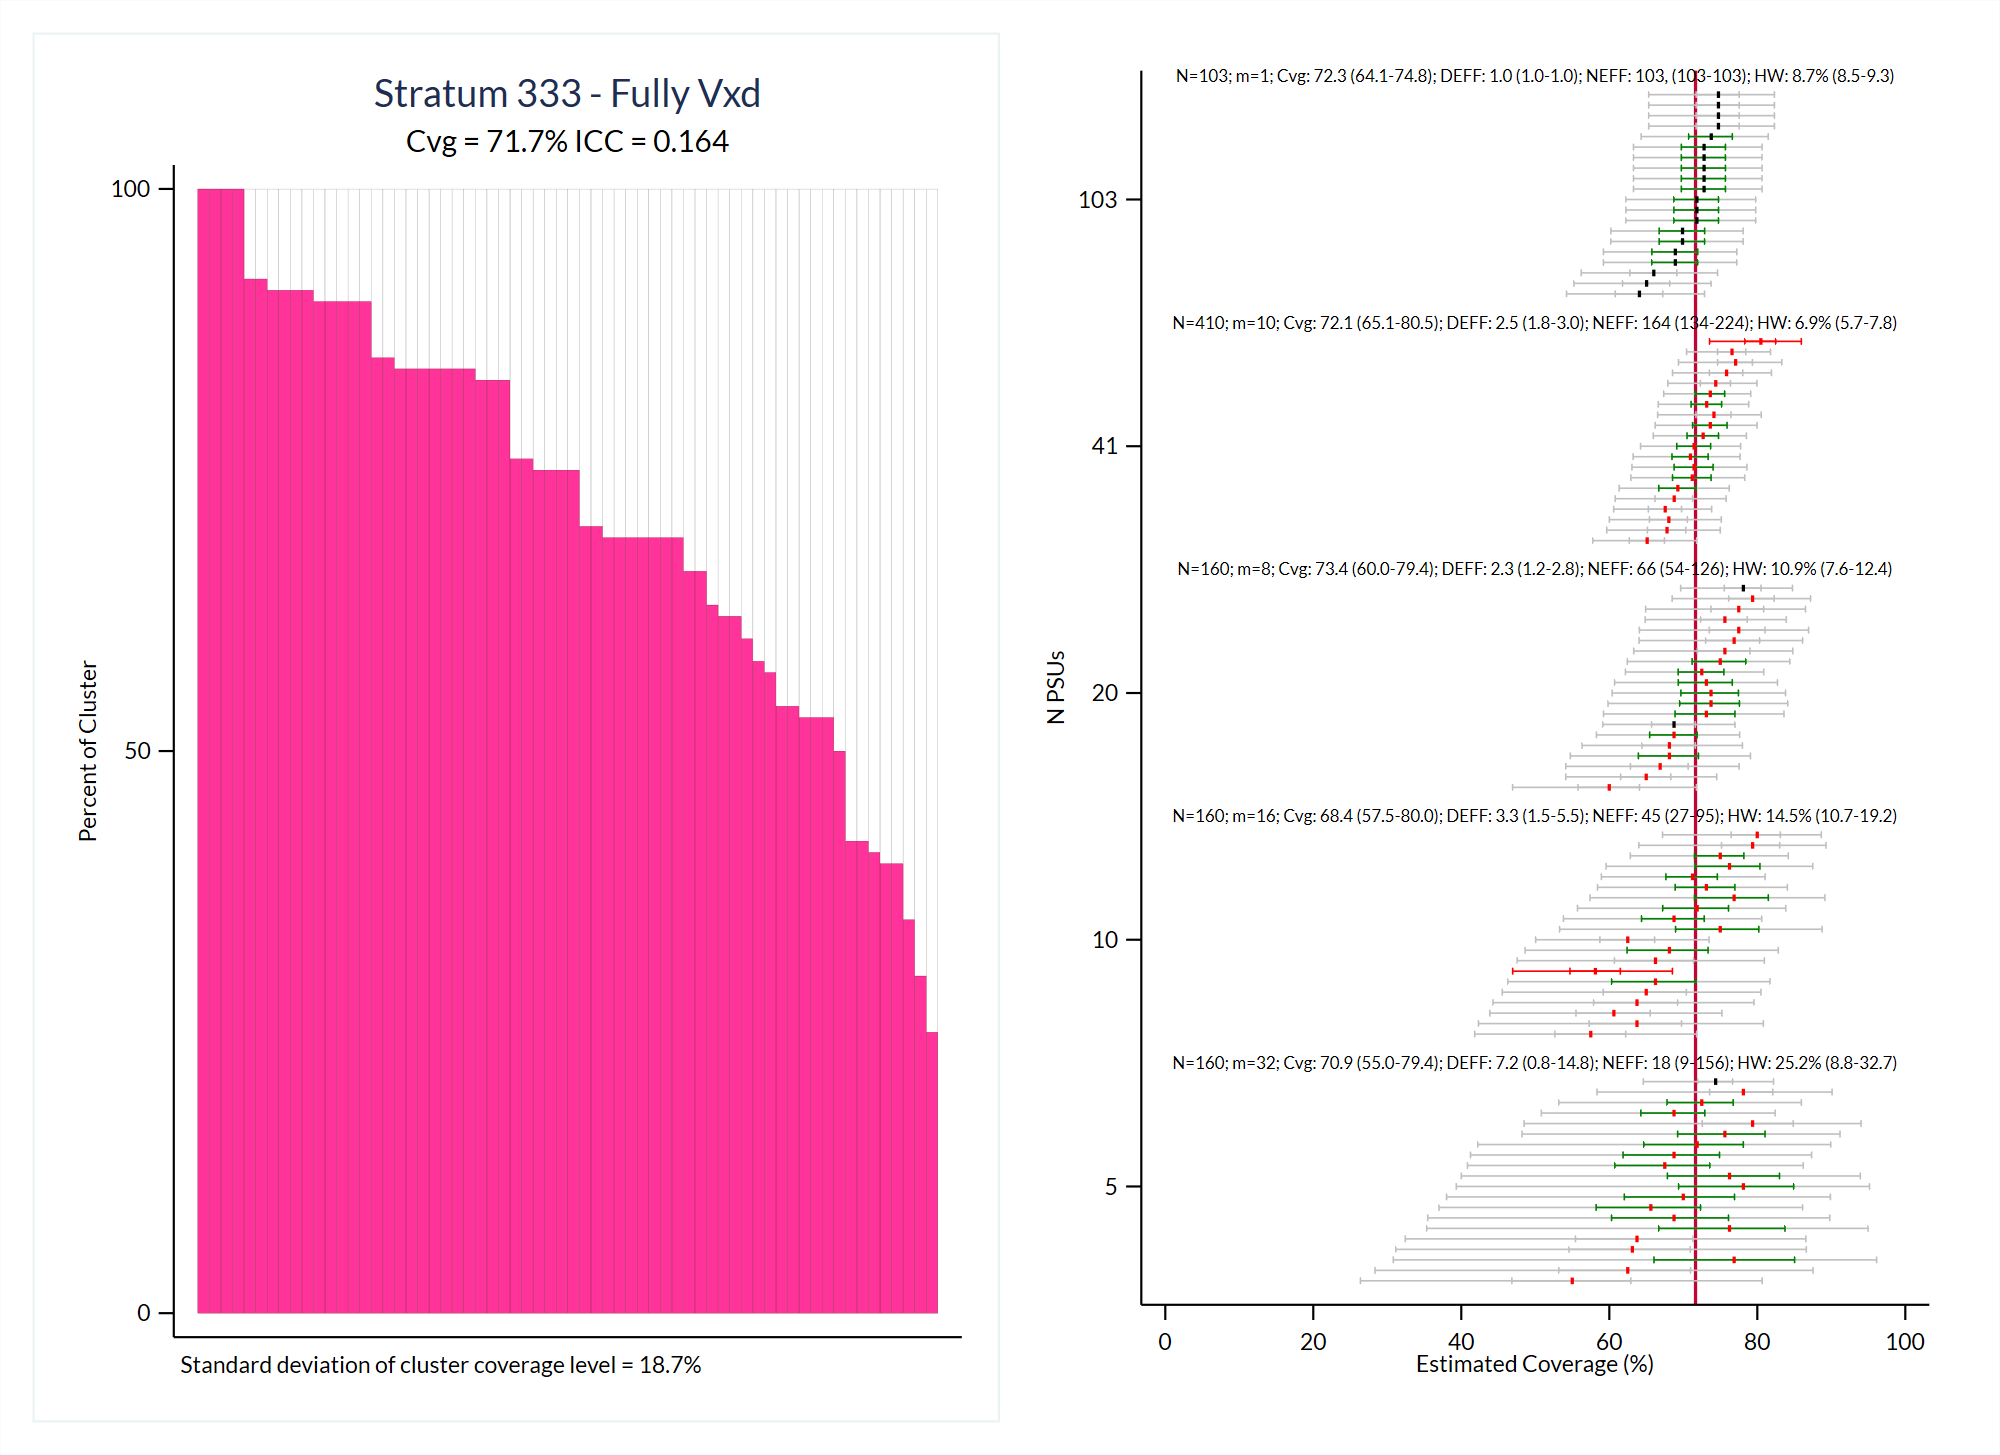 Stratum 333 - Fully Vxd
Cvg = 71.7% ICC = 0.164
100
50
0
Percent of Cluster
Standard deviation of cluster coverage level = 18.7%
N=103; m=1; Cvg: 72.3 (64.1-74.8); DEFF: 1.0 (1.0-1.0); NEFF: 103, (103-103); HW: 8.7% (8.5-9.3)
103
N=410; m=10; Cvg: 72.1 (65.1-80.5); DEFF: 2.5 (1.8-3.0); NEFF: 164 (134-224); HW: 6.9% (5.7-7.8)
41
N=160; m=8; Cvg: 73.4 (60.0-79.4); DEFF: 2.3 (1.2-2.8); NEFF: 66 (54-126); HW: 10.9% (7.6-12.4)
N PSUs
20
N=160; m=16; Cvg: 68.4 (57.5-80.0); DEFF: 3.3 (1.5-5.5); NEFF: 45 (27-95); HW: 14.5% (10.7-19.2)
10
N=160; m=32; Cvg: 70.9 (55.0-79.4); DEFF: 7.2 (0.8-14.8); NEFF: 18 (9-156); HW: 25.2% (8.8-32.7)
5
0 20 40 60 80 100
Estimated Coverage (%)